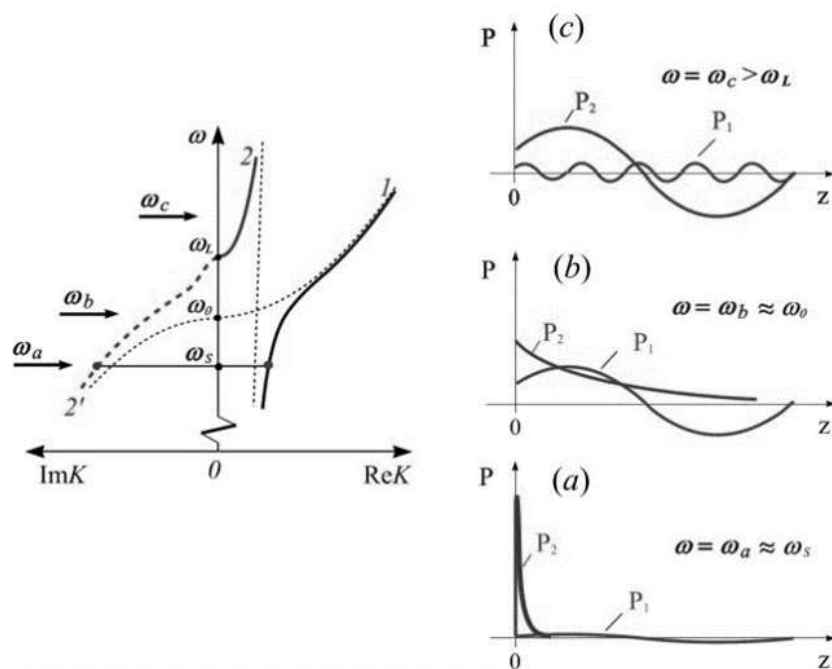 ω
2
1
ω_c
ω_L
ω_b
ω_0
ω_a
ω_s
2'
ImK
0
ReK
(c)
P
ω = ω_c > ω_L
P_2
P_1
0
z
(b)
P
ω = ω_b ≈ ω_0
P_2
P_1
0
z
(a)
P
ω = ω_a ≈ ω_s
P_2
P_1
0
z